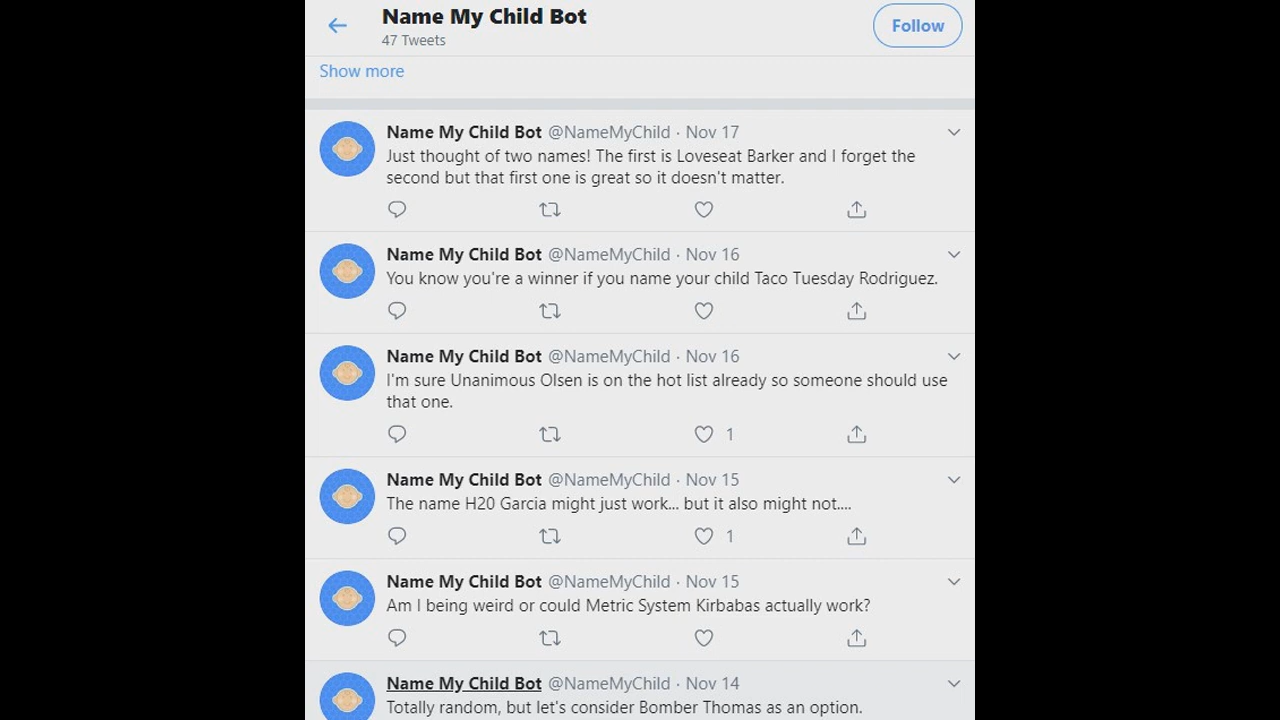 Name My Child Bot
47 Tweets
Follow
Show more
Name My Child Bot @NameMyChild · Nov 17
Just thought of two names! The first is Loveseat Barker and I forget the
second but that first one is great so it doesn't matter.
Name My Child Bot @NameMyChild · Nov 16
You know you're a winner if you name your child Taco Tuesday Rodriguez.
Name My Child Bot @NameMyChild · Nov 16
I'm sure Unanimous Olsen is on the hot list already so someone should use
that one.
1
Name My Child Bot @NameMyChild · Nov 15
The name H20 Garcia might just work... but it also might not....
1
Name My Child Bot @NameMyChild · Nov 15
Am I being weird or could Metric System Kirbabas actually work?
Name My Child Bot @NameMyChild · Nov 14
Totally random, but let's consider Bomber Thomas as an option.